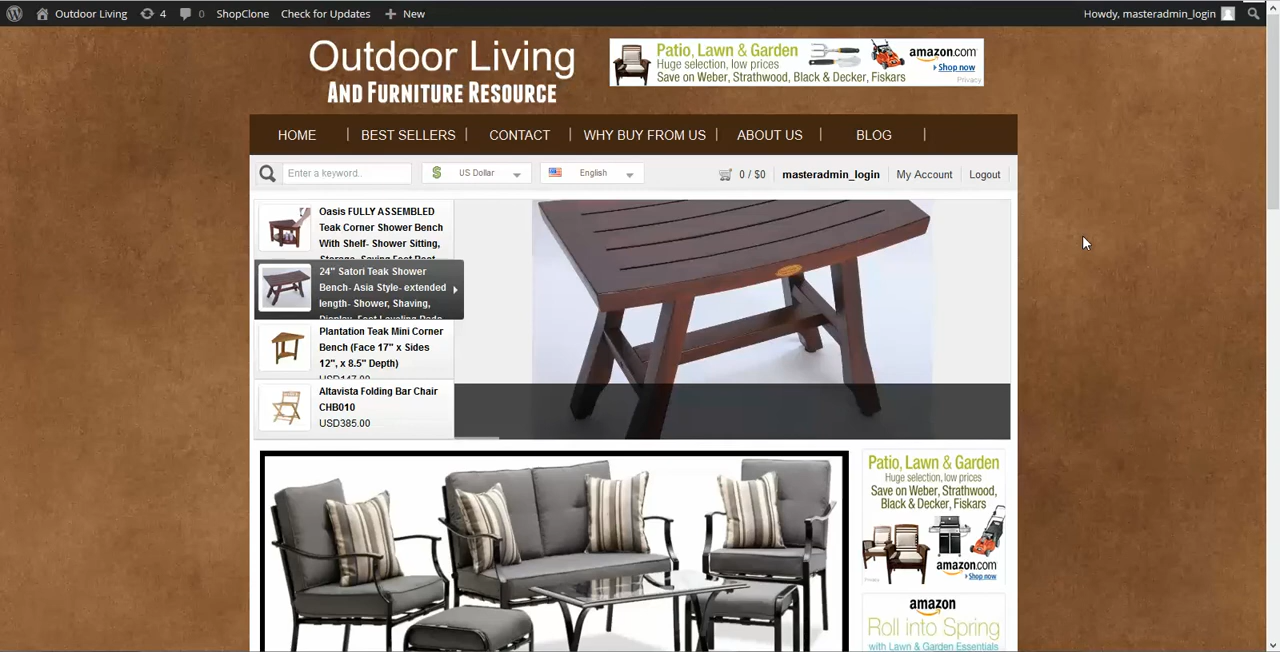 Outdoor Living 4 0 ShopClone Check for Updates New Howdy, masteradmin_login
Outdoor Living
AND FURNITURE RESOURCE
Patio, Lawn & Garden
Huge selection, low prices
Save on Weber, Strathwood, Black & Decker, Fiskars
amazon.com
Shop now
Privacy
HOME | BEST SELLERS | CONTACT | WHY BUY FROM US | ABOUT US | BLOG |
Enter a keyword.. $ US Dollar English 0 / $0 masteradmin_login My Account Logout
Oasis FULLY ASSEMBLED
Teak Corner Shower Bench
With Shelf- Shower Sitting,
24" Satori Teak Shower
Bench- Asia Style- extended
length- Shower, Shaving,
Plantation Teak Mini Corner
Bench (Face 17" x Sides
12", x 8.5" Depth)
USD147.00
Altavista Folding Bar Chair
CHB010
USD385.00
Patio, Lawn & Garden
Huge selection, low prices
Save on Weber, Strathwood,
Black & Decker, Fiskars
amazon.com
Shop now
Privacy
amazon
Roll into Spring
with Lawn & Garden Essentials